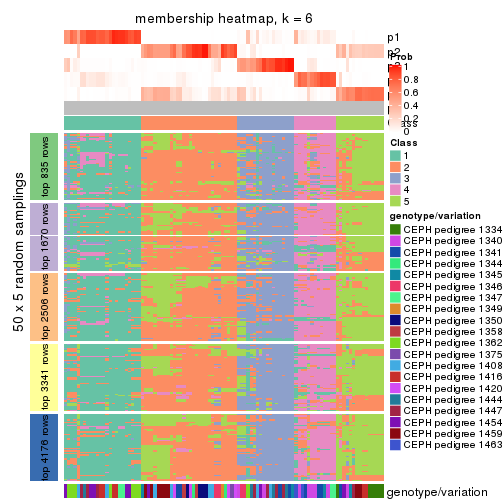 membership heatmap, k = 6
p1
p2
Prob
1
0.8
0.6
0.4
0.2
0
Class
1
2
3
4
5
genotype/variation
CEPH pedigree 1334
CEPH pedigree 1340
CEPH pedigree 1341
CEPH pedigree 1344
CEPH pedigree 1345
CEPH pedigree 1346
CEPH pedigree 1347
CEPH pedigree 1349
CEPH pedigree 1350
CEPH pedigree 1358
CEPH pedigree 1362
CEPH pedigree 1375
CEPH pedigree 1408
CEPH pedigree 1416
CEPH pedigree 1420
CEPH pedigree 1444
CEPH pedigree 1447
CEPH pedigree 1454
CEPH pedigree 1459
CEPH pedigree 1463
50 x 5 random samplings
top 835 rows
top 1670 rows
top 2506 rows
top 3341 rows
top 4176 rows
genotype/variation